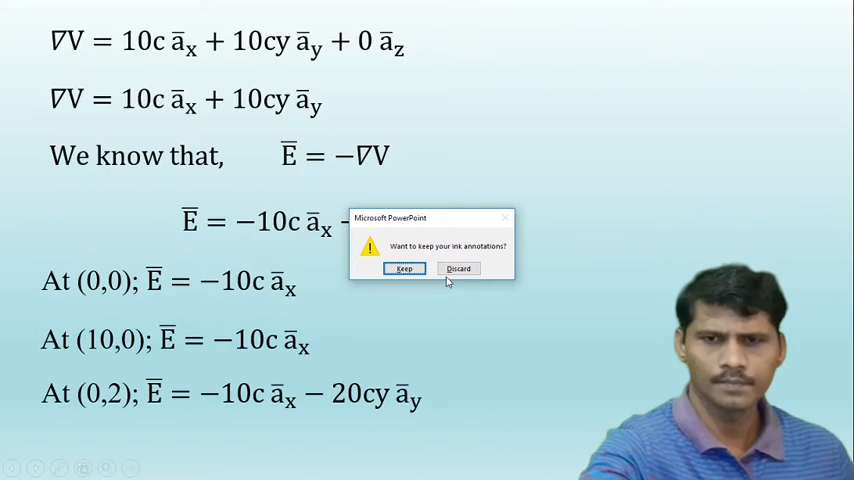 ∇V = 10c āx + 10cy āy + 0 āz
∇V = 10c āx + 10cy āy
We know that, E̅ = −∇V
E̅ = −10c āx −
Microsoft PowerPoint
Want to keep your ink annotations?
Keep Discard
At (0,0); E̅ = −10c āx
At (10,0); E̅ = −10c āx
At (0,2); E̅ = −10c āx − 20cy āy